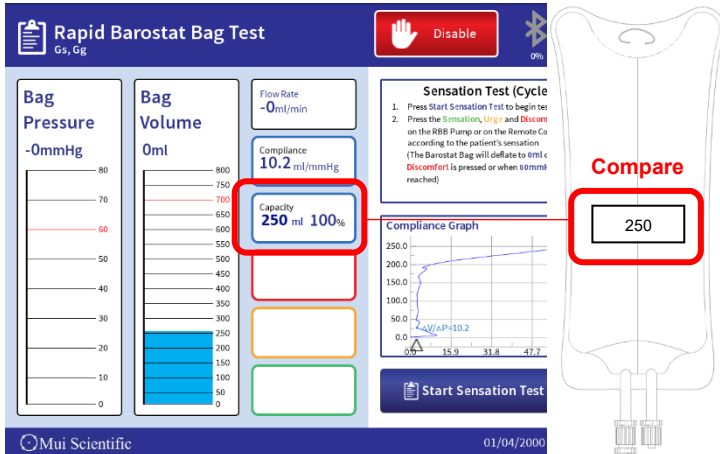 Rapid Barostat Bag Test
Gs, Gg
Disable
0%
Bag
Pressure
-0mmHg
80
70
60
50
40
30
20
10
0
Bag
Volume
0ml
800
750
700
650
600
550
500
450
400
350
300
250
200
150
100
50
0
Flow Rate
-0ml/min
Compliance
10.2 ml/mmHg
Capacity
250 ml 100%
Sensation Test (Cycle
1. Press Start Sensation Test to begin tes
2. Press the Sensation, Urge and Discom
on the RBB Pump or on the Remote Co
according to the patient's sensation
(The Barostat Bag will deflate to 0ml
Discomfort is pressed or when 60mmH
reached)
Compliance Graph
250.0
200.0
150.0
100.0
50.0
0.0
△V/△P=10.2
0.0 15.9 31.8 47.7
Start Sensation Test
Compare
250
Mui Scientific
01/04/2000